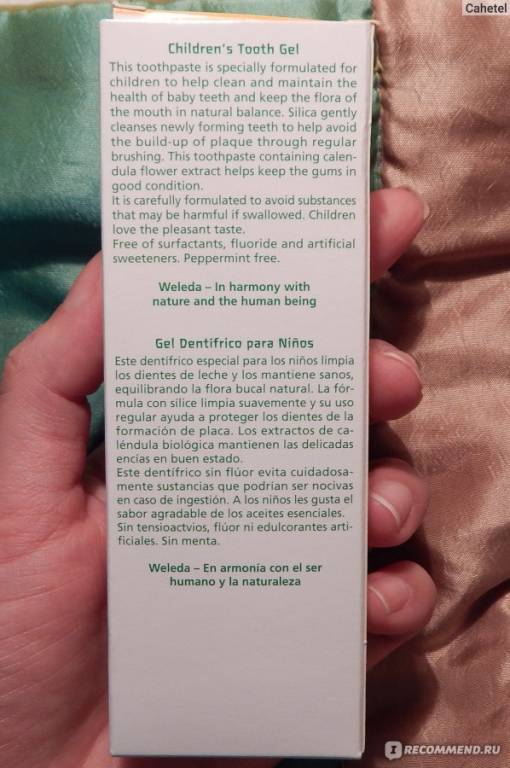 Cahetel
Children's Tooth Gel
This toothpaste is specially formulated for
children to help clean and maintain the
health of baby teeth and keep the flora of
the mouth in natural balance. Silica gently
cleanses newly forming teeth to help avoid
the build-up of plaque through regular
brushing. This toothpaste containing calen-
dula flower extract helps keep the gums in
good condition.
It is carefully formulated to avoid substances
that may be harmful if swallowed. Children
love the pleasant taste.
Free of surfactants, fluoride and artificial
sweeteners. Peppermint free.
Weleda – In harmony with
nature and the human being
Gel Dentífrico para Niños
Este dentífrico especial para los niños limpia
los dientes de leche y los mantiene sanos,
equilibrando la flora bucal natural. La fór-
mula con sílice limpia suavemente y su uso
regular ayuda a proteger los dientes de la
formación de placa. Los extractos de ca-
léndula biológica mantienen las delicadas
encías en buen estado.
Este dentífrico sin flúor evita cuidadosa-
mente sustancias que podrían ser nocivas
en caso de ingestión. A los niños les gusta el
sabor agradable de los aceites esenciales.
Sin tensioactvios, flúor ni edulcorantes arti-
ficiales. Sin menta.
Weleda – En armonía con el ser
humano y la naturaleza
I RECOMMEND.RU